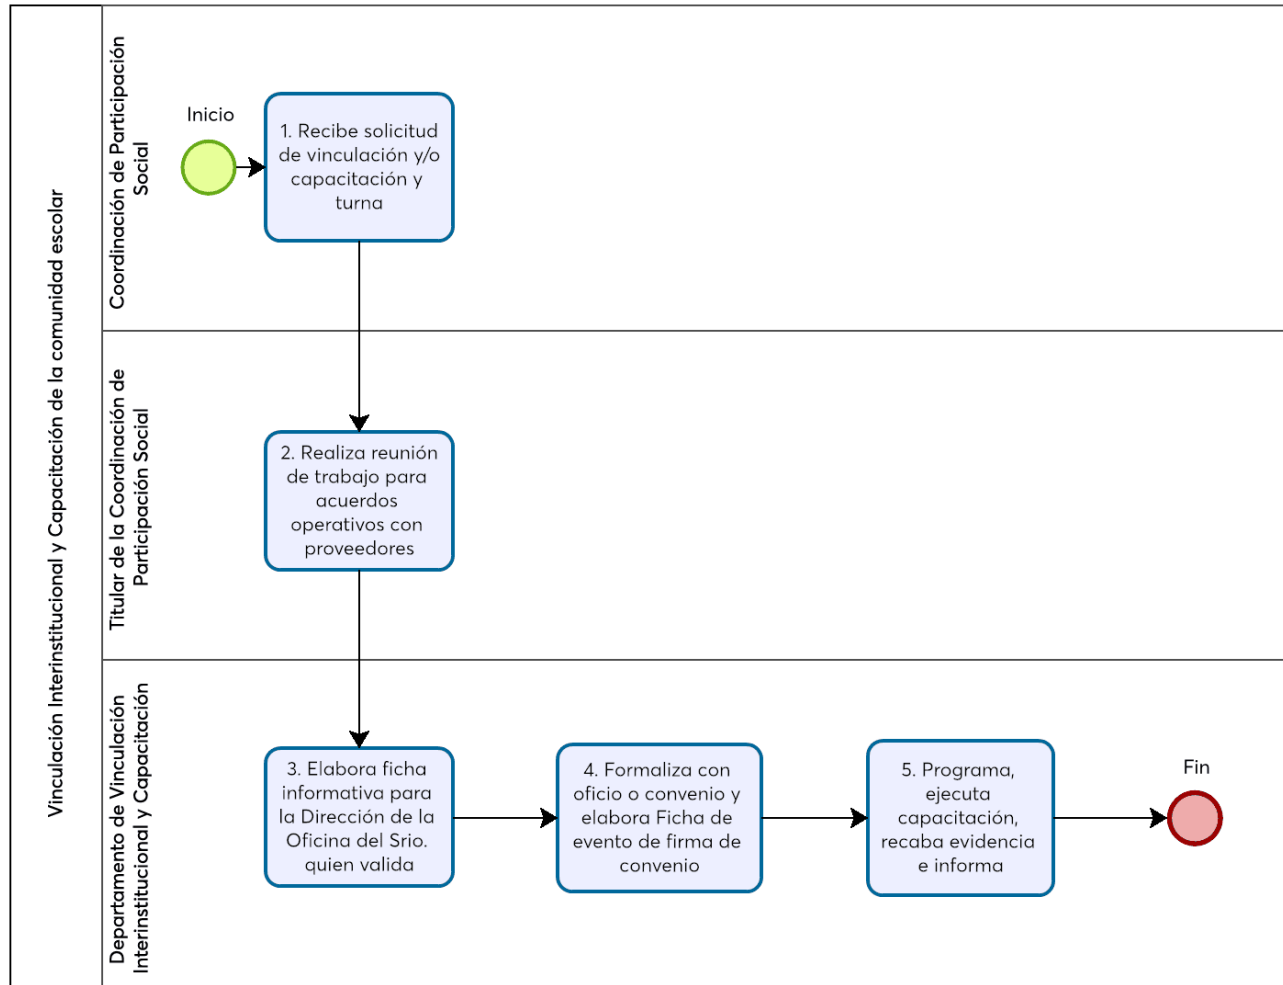 Vinculación Interinstitucional y Capacitación de la comunidad escolar
Coordinación de Participación
Social
Inicio
1. Recibe solicitud
de vinculación y/o
capacitación y
turna
Titular de la Coordinación de
Participación Social
2. Realiza reunión
de trabajo para
acuerdos
operativos con
proveedores
Departamento de Vinculación
Interinstitucional y Capacitación
3. Elabora ficha
informativa para
la Dirección de la
Oficina del Srio.
quien valida
4. Formaliza con
oficio o convenio y
elabora Ficha de
evento de firma de
convenio
5. Programa,
ejecuta
capacitación,
recaba evidencia
e informa
Fin